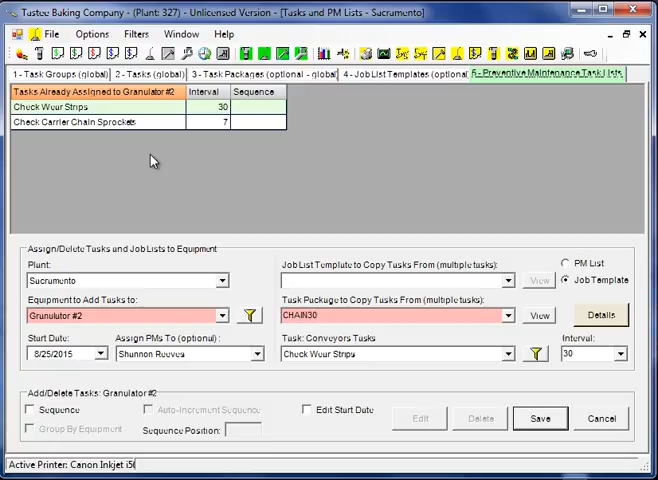 Tastee Baking Company - (Plant: 327) - Unlicensed Version - [Tasks and PM Lists - Sacramento]
File Options Filters Window Help
1 - Task Groups (global) 2 - Tasks (global) 3 - Task Packages (optional - global) 4 - Job List Templates (optional 5 - Preventive Maintenance Task Lists
Tasks Already Assigned to Granulator #2 Interval Sequence
Check Wear Strips 30
Check Carrier Chain Sprockets 7
Assign/Delete Tasks and Job Lists to Equipment
Plant: Job List Template to Copy Tasks From (multiple tasks): PM List
Sacramento View Job Template
Equipment to Add Tasks to: Task Package to Copy Tasks From (multiple tasks):
Granulator #2 CHAIN30 View Details
Start Date: Assign PMs To (optional): Task: Conveyors Tasks Interval:
8/25/2015 Shannon Reeves Check Wear Strips 30
Add/Delete Tasks: Granulator #2
Sequence Auto-Increment Sequence Edit Start Date Edit Delete Save Cancel
Group By Equipment Sequence Position:
Active Printer: Canon Inkjet i5